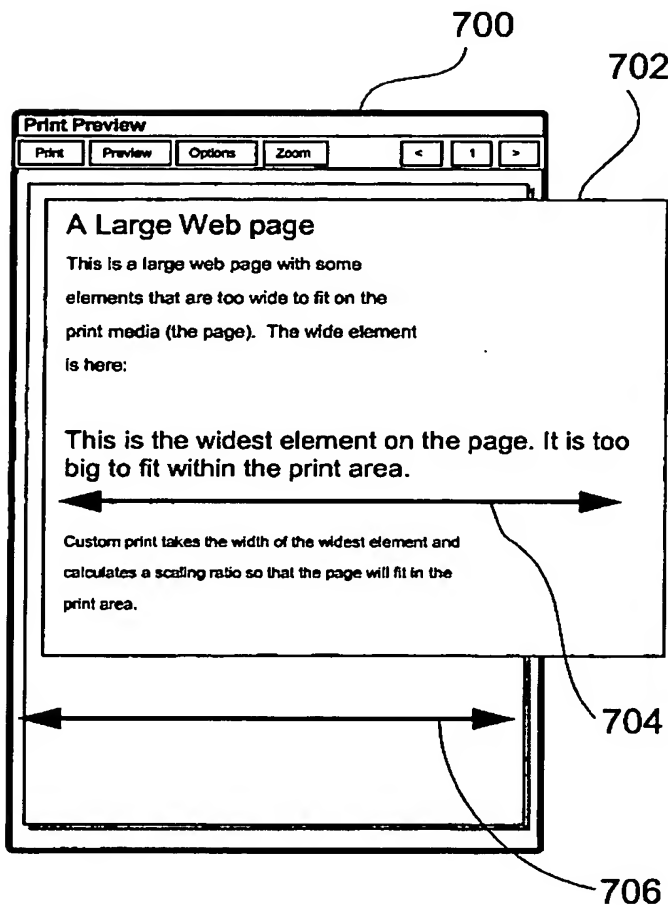 700
702
Print Preview
Print Preview Options Zoom < 1 >
A Large Web page
This is a large web page with some
elements that are too wide to fit on the
print media (the page). The wide element
is here:
This is the widest element on the page. It is too
big to fit within the print area.
Custom print takes the width of the widest element and
calculates a scaling ratio so that the page will fit in the
print area.
704
706